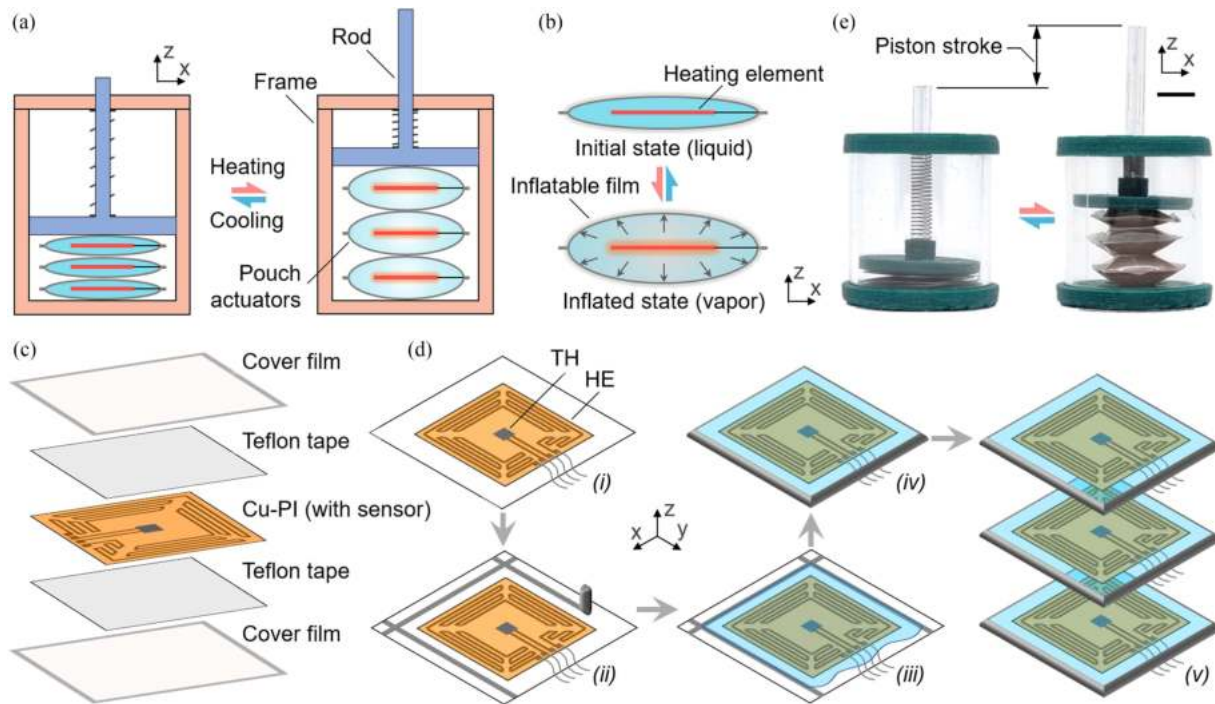 (a)
z
x
Rod
Frame
Heating
Cooling
Pouch
actuators
(b)
Heating element
Initial state (liquid)
Inflatable film
Inflated state (vapor)
z
x
(e)
Piston stroke
z
x
(c)
Cover film
Teflon tape
Cu-PI (with sensor)
Teflon tape
Cover film
(d)
TH
HE
(i)
(ii)
x
z
y
(iii)
(iv)
(v)